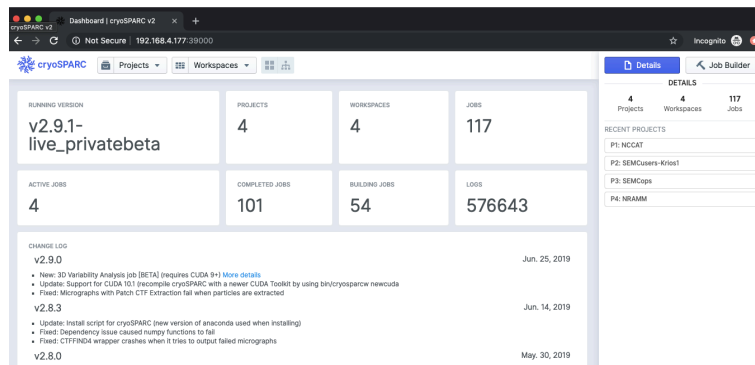 Dashboard | cryoSPARC v2
cryoSPARC v2
Not Secure | 192.168.4.177:39000
Incognito
cryoSPARC
Projects
Workspaces
Details
Job Builder
DETAILS
4 4 117
Projects Workspaces Jobs
RECENT PROJECTS
P1: NCCAT
P2: SEMCusers-Krios1
P3: SEMCops
P4: NRAMM
RUNNING VERSION
v2.9.1-
live_privatebeta
PROJECTS
4
WORKSPACES
4
JOBS
117
ACTIVE JOBS
4
COMPLETED JOBS
101
BUILDING JOBS
54
LOGS
576643
CHANGE LOG
v2.9.0 Jun. 25, 2019
New: 3D Variability Analysis job [BETA] (requires CUDA 9+) More details
Update: Support for CUDA 10.1 (recompile cryoSPARC with a newer CUDA Toolkit by using bin/cryosparcw newcuda
Fixed: Micrographs with Patch CTF Extraction fail when particles are extracted
v2.8.3 Jun. 14, 2019
Update: Install script for cryoSPARC (new version of anaconda used when installing)
Fixed: Dependency issue caused numpy functions to fail
Fixed: CTFFIND4 wrapper crashes when it tries to output failed micrographs
v2.8.0 May. 30, 2019